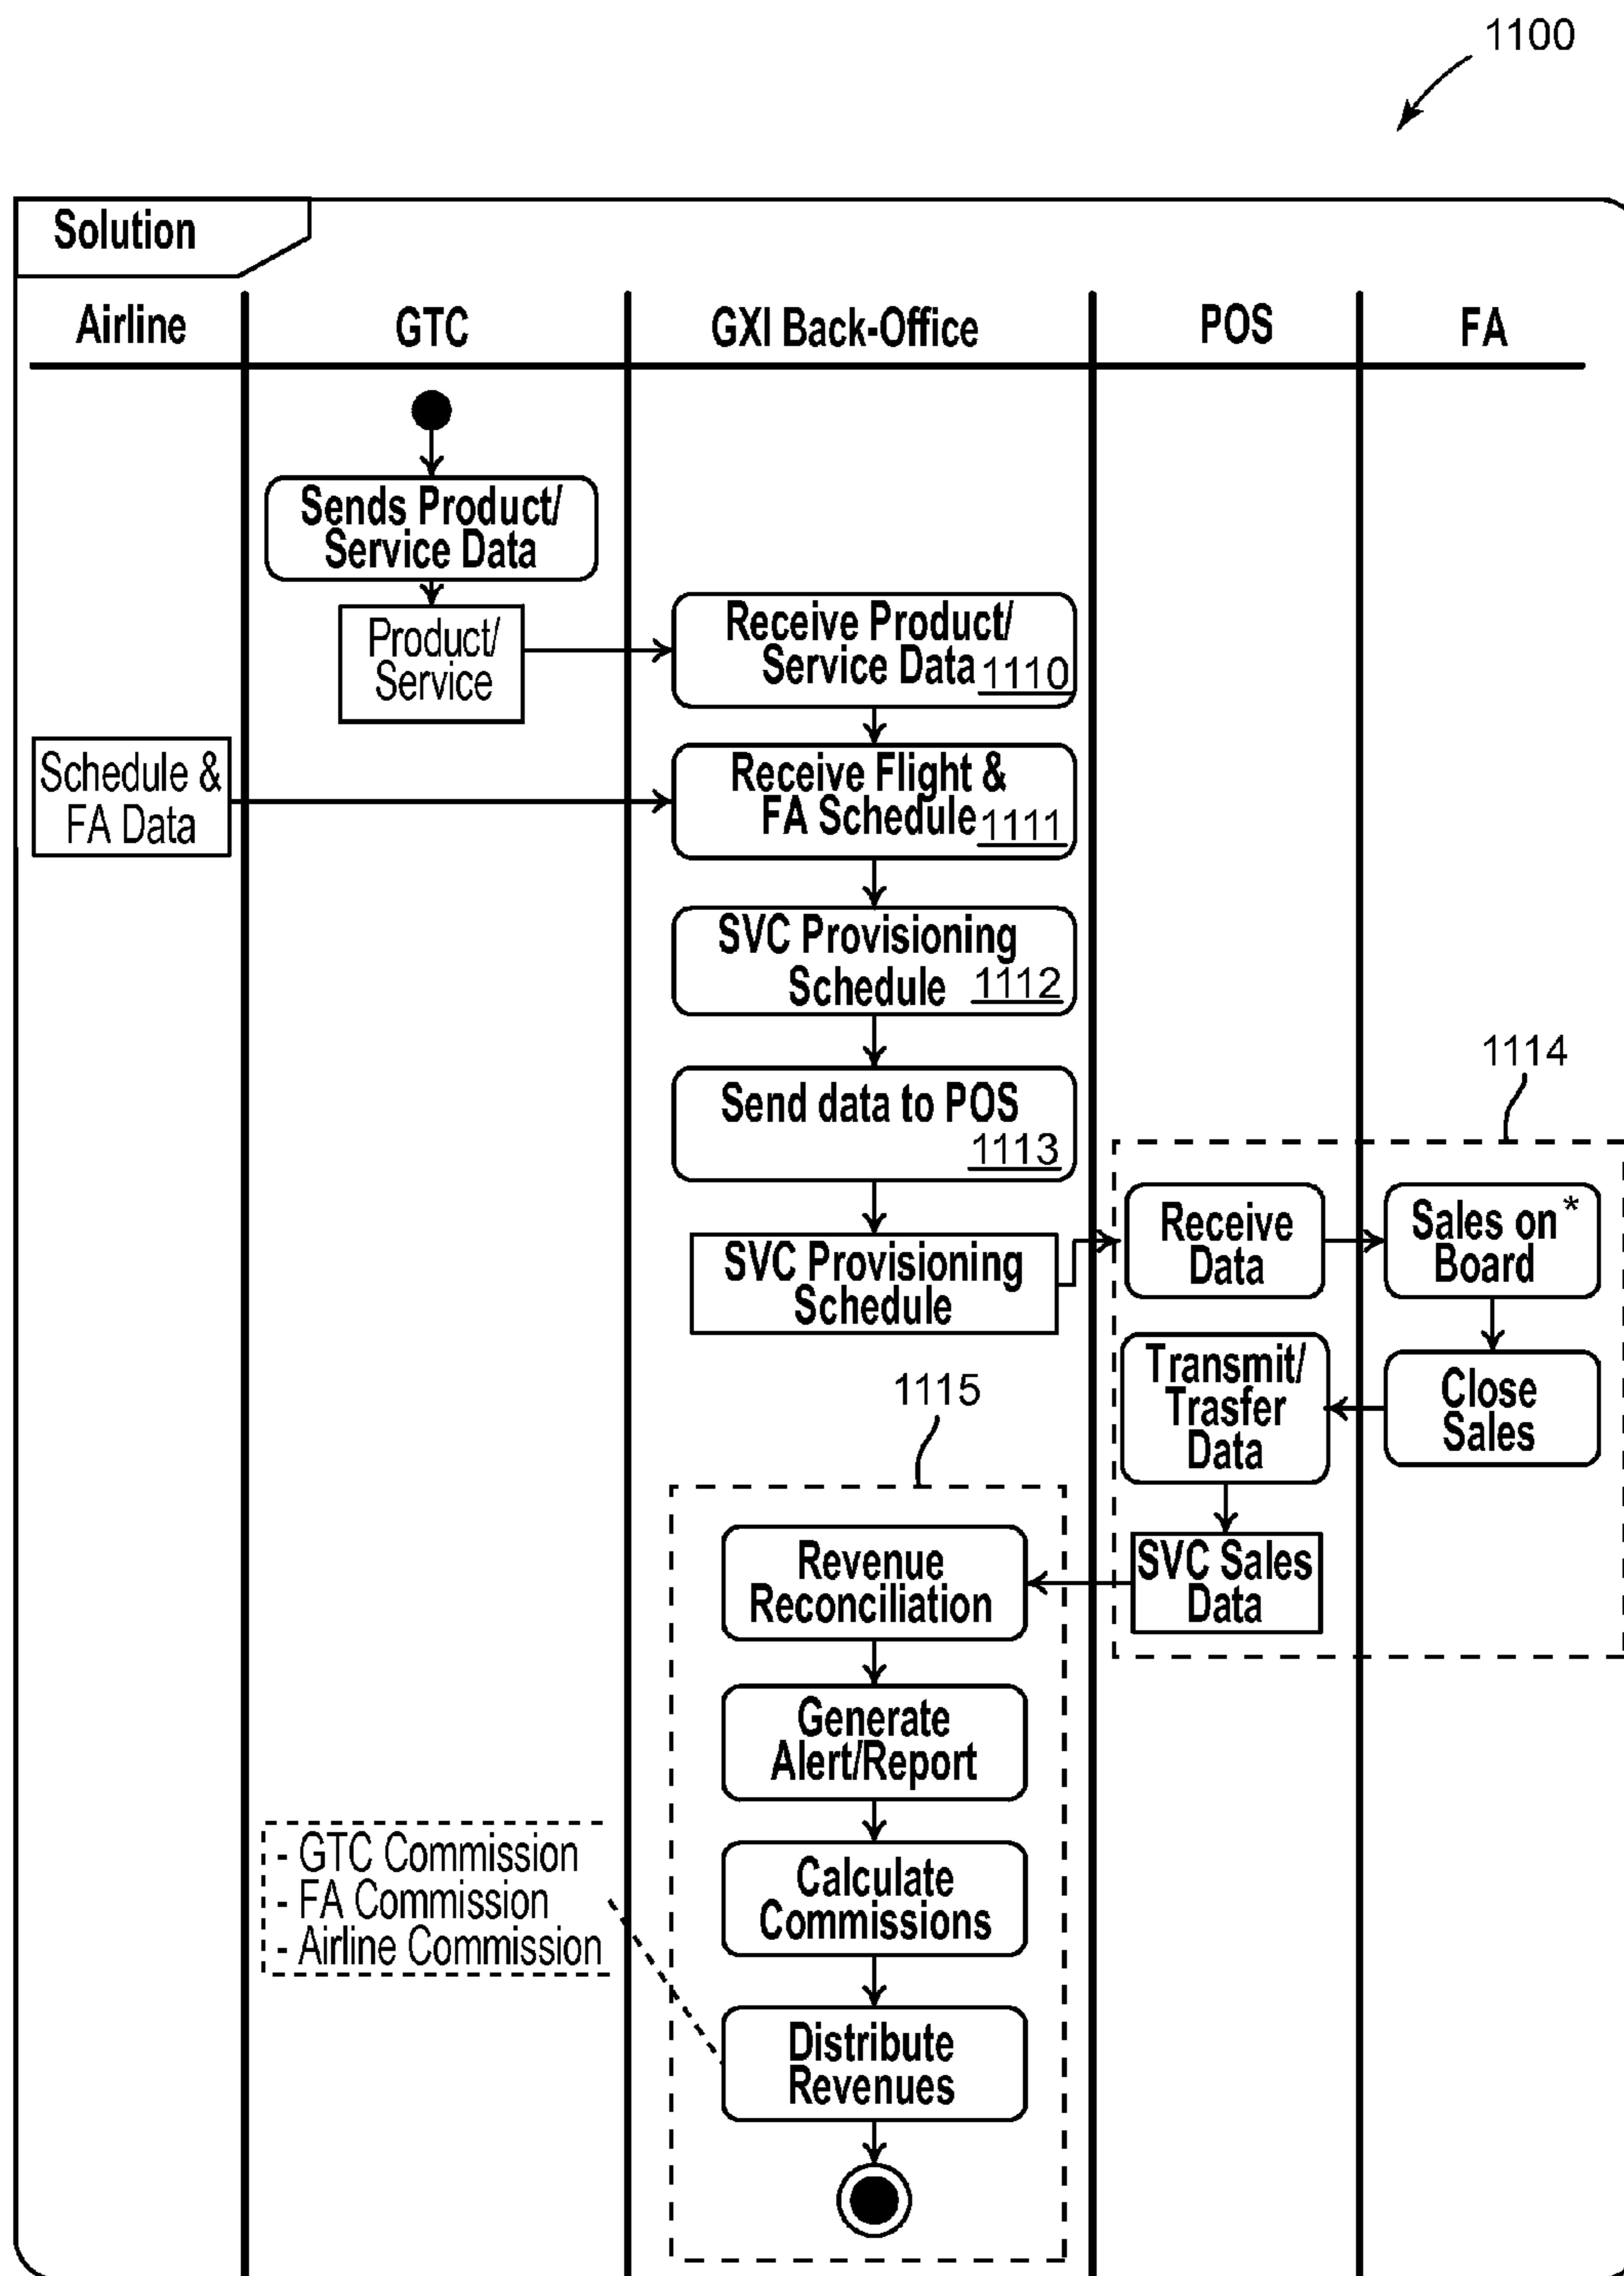 1100
Solution
Airline
GTC
GXI Back-Office
POS
FA
Sends Product/
Service Data
Product/
Service
Receive Product/
Service Data 1110
Schedule &
FA Data
Receive Flight &
FA Schedule 1111
SVC Provisioning
Schedule 1112
Send data to POS
1113
SVC Provisioning
Schedule
1114
Receive
Data
Sales on *
Board
Transmit/
Trasfer
Data
Close
Sales
SVC Sales
Data
1115
Revenue
Reconciliation
Generate
Alert/Report
Calculate
Commissions
- GTC Commission
- FA Commission
- Airline Commission
Distribute
Revenues